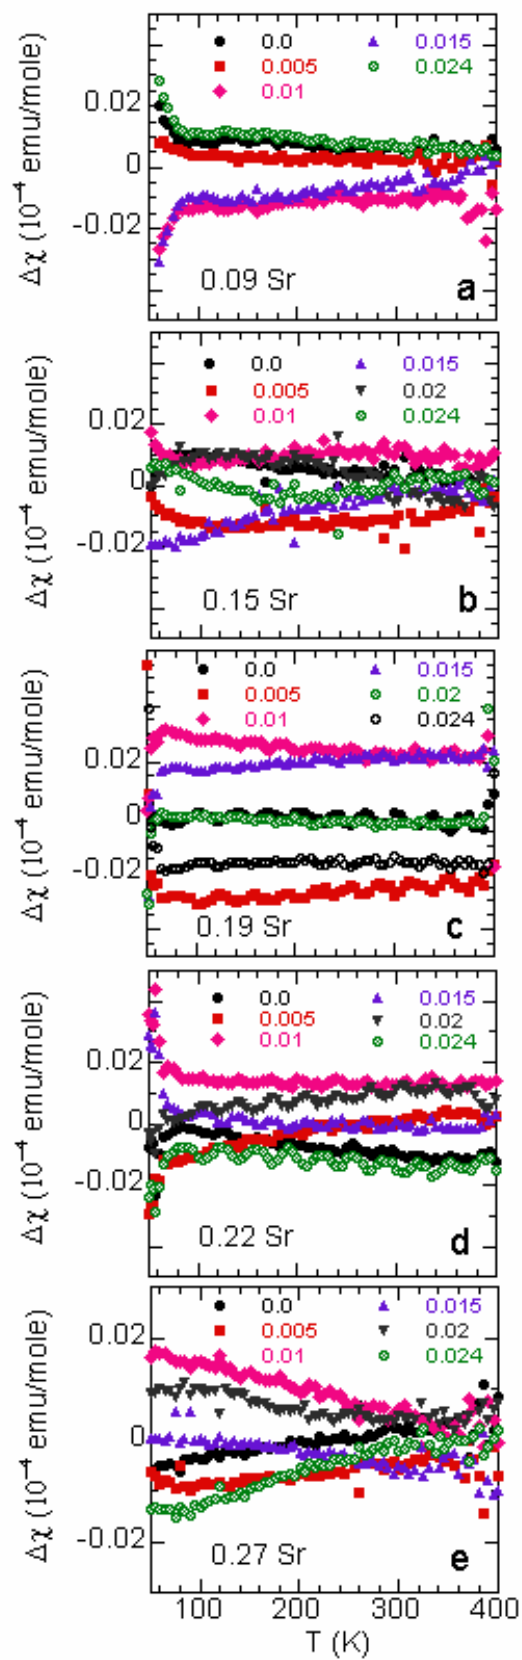 0.0 0.015
0.005 0.024
0.01
0.02
0
-0.02
Δχ (10⁻⁴ emu/mole)
0.09 Sr
a
0.0 0.015
0.005 0.02
0.01 0.024
0.02
0
-0.02
Δχ (10⁻⁴ emu/mole)
0.15 Sr
b
0.0 0.015
0.005 0.02
0.01 0.024
0.02
0
-0.02
Δχ (10⁻⁴ emu/mole)
0.19 Sr
c
0.0 0.015
0.005 0.02
0.01 0.024
0.02
0
-0.02
Δχ (10⁻⁴ emu/mole)
0.22 Sr
d
0.0 0.015
0.005 0.02
0.01 0.024
0.02
0
-0.02
Δχ (10⁻⁴ emu/mole)
0.27 Sr
e
100 200 300 400
T (K)